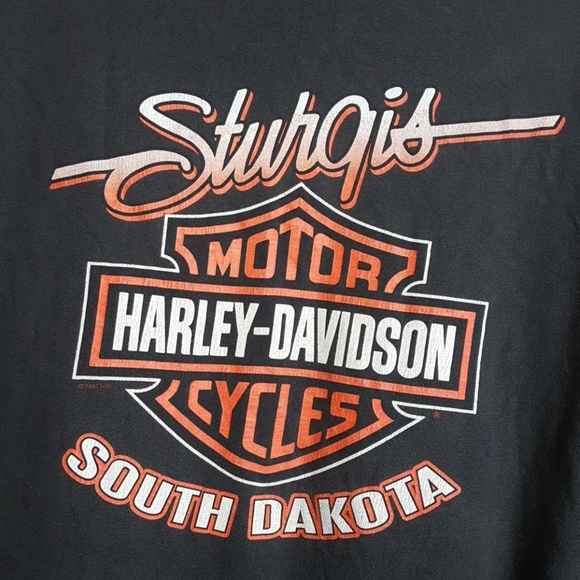 Sturgis
MOTOR
HARLEY-DAVIDSON
CYCLES
®
SOUTH DAKOTA